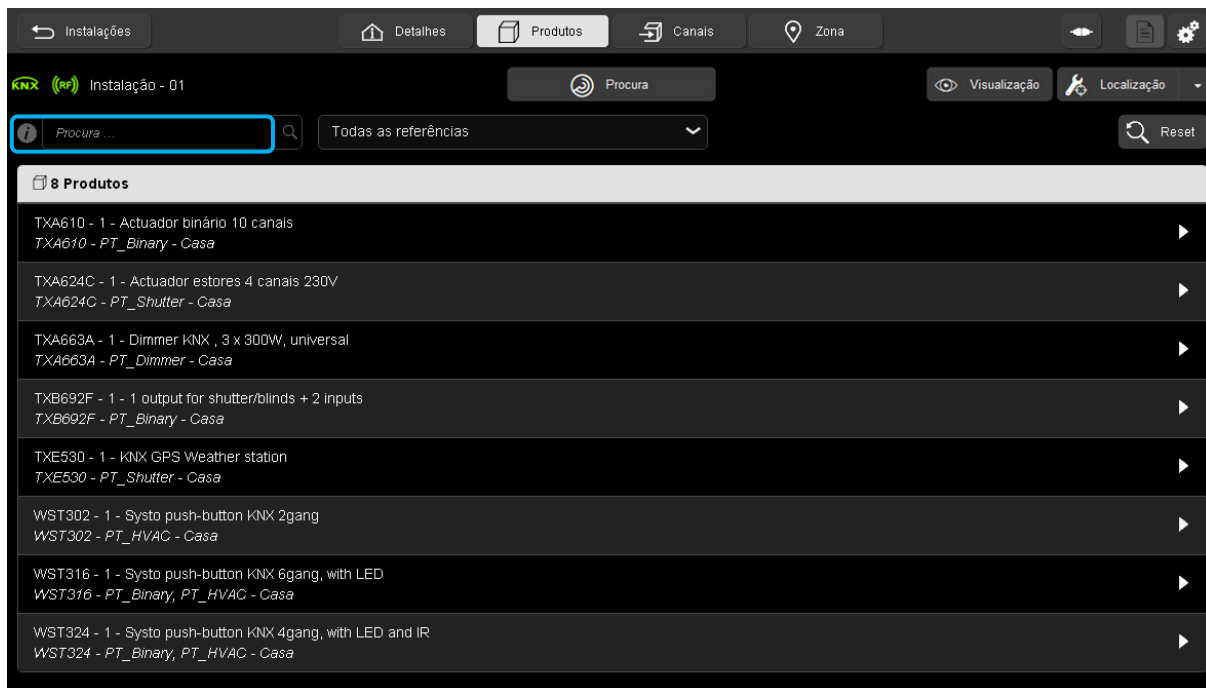 Instalações
Detalhes
Produtos
Canais
Zona
KNX ((RF)) Instalação - 01
Procura
Visualização
Localização
Procura ...
Todas as referências
Reset
8 Produtos
TXA610 - 1 - Actuador binário 10 canais
TXA610 - PT_Binary - Casa
TXA624C - 1 - Actuador estores 4 canais 230V
TXA624C - PT_Shutter - Casa
TXA663A - 1 - Dimmer KNX , 3 x 300W, universal
TXA663A - PT_Dimmer - Casa
TXB692F - 1 - 1 output for shutter/blinds + 2 inputs
TXB692F - PT_Binary - Casa
TXE530 - 1 - KNX GPS Weather station
TXE530 - PT_Shutter - Casa
WST302 - 1 - Systo push-button KNX 2gang
WST302 - PT_HVAC - Casa
WST316 - 1 - Systo push-button KNX 6gang, with LED
WST316 - PT_Binary, PT_HVAC - Casa
WST324 - 1 - Systo push-button KNX 4gang, with LED and IR
WST324 - PT_Binary, PT_HVAC - Casa